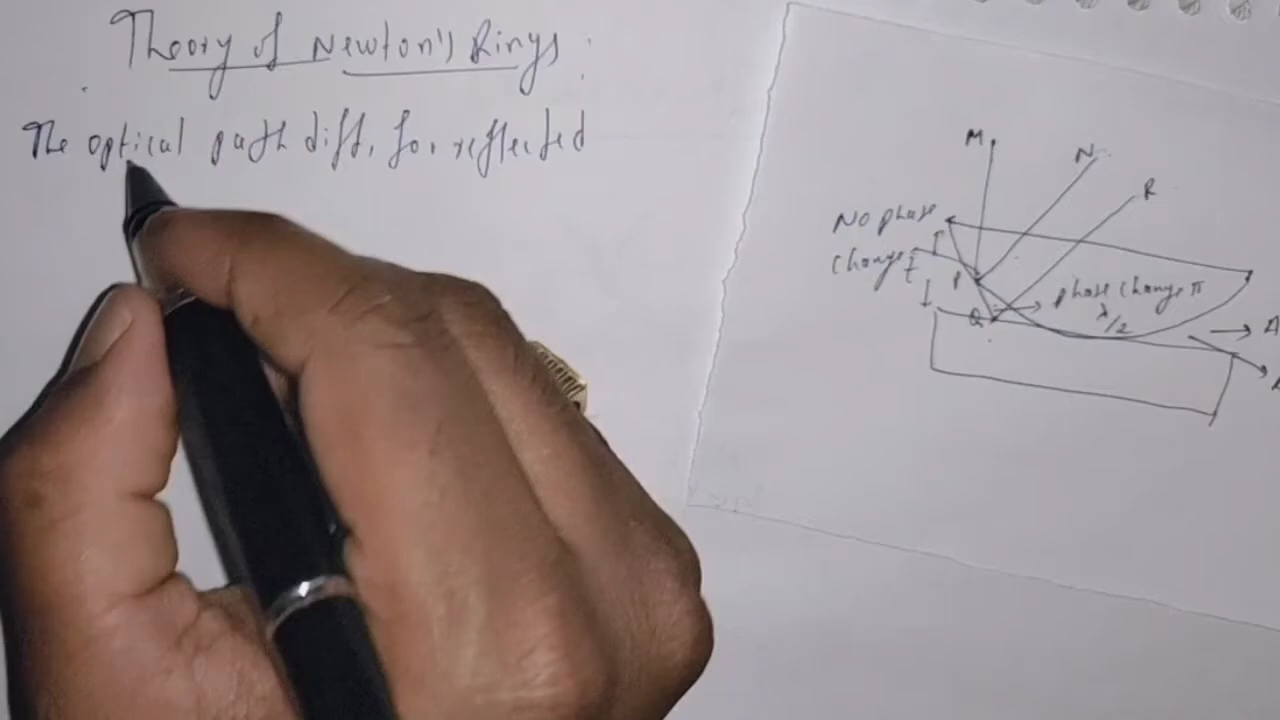 Theory of Newton's Rings
The optical path diff. for reflected
M
N
R
No phase
change
t
P
Q
phase change π
λ/2